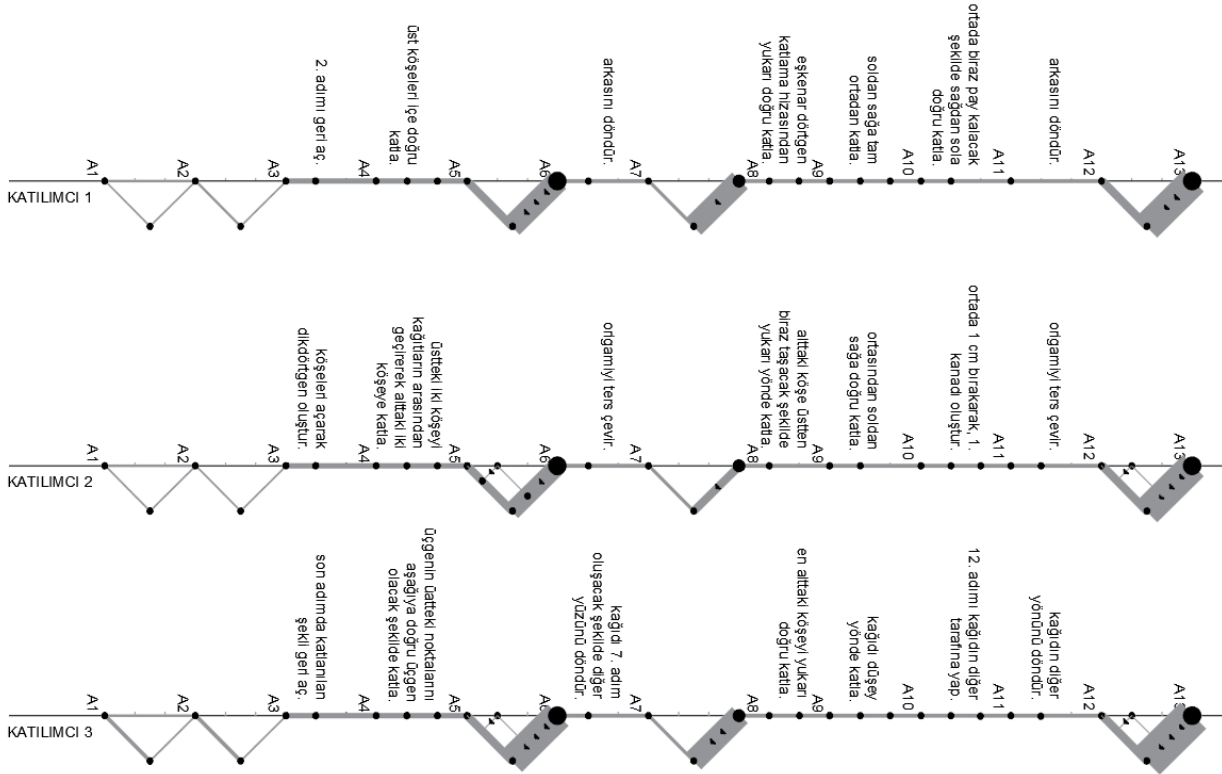 2. adımı geri aç.
üst köşeleri içe doğru
katla.
arkasını döndür.
eşkenar dörtgen
katlama hizasından
yukarı doğru katla.
soldan sağa tam
ortadan katla.
ortada biraz pay kalacak
şekilde sağdan sola
doğru katla.
arkasını döndür.
A1
A2
A3
A4
A5
A6
A7
A8
A9
A10
A11
A12
A13
KATILIMCI 1
köşeleri açarak
dikdörtgen oluştur.
üstteki iki köşeyi
kağıtların arasından
geçirerek alttaki iki
köşeye katla.
origamiyi ters çevir.
alttaki köşe üstten
biraz taşacak şekilde
yukarı yönde katla.
ortasından soldan
sağa doğru katla.
ortada 1 cm bırakarak, 1
kanadı oluştur.
origamiyi ters çevir.
A1
A2
A3
A4
A5
A6
A7
A8
A9
A10
A11
A12
A13
KATILIMCI 2
son adımda katlanılan
şekli geri aç.
üçgenin üatteki noktalarını
aşağıya doğru üçgen
olacak şekilde katla.
kağıdı 7. adım
oluşacak şekilde diğer
yüzünü döndür.
en alttaki köşeyi yukarı
doğru katla.
kağıdı düşey
yönde katla.
12. adımı kağıdın diğer
tarafına yap.
kağıdın diğer
yönünü döndür.
A1
A2
A3
A4
A5
A6
A7
A8
A9
A10
A11
A12
A13
KATILIMCI 3